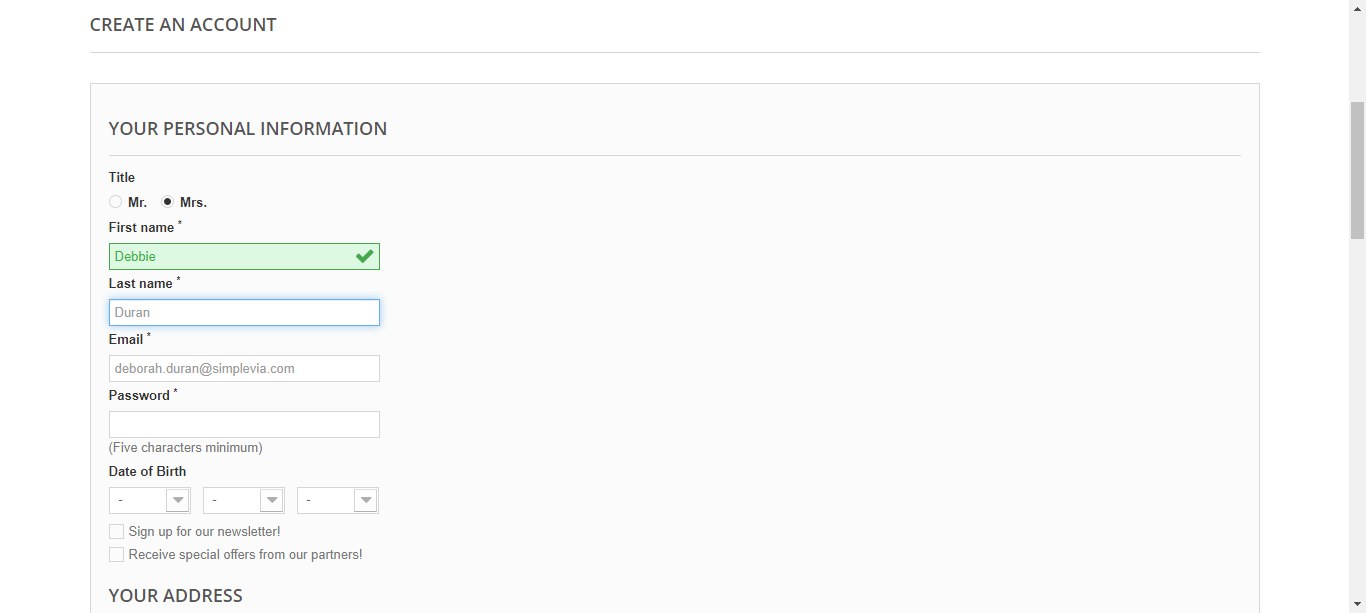 CREATE AN ACCOUNT
YOUR PERSONAL INFORMATION
Title
Mr. Mrs.
First name *
Debbie
Last name *
Duran
Email *
deborah.duran@simplevia.com
Password *
(Five characters minimum)
Date of Birth
- - -
Sign up for our newsletter!
Receive special offers from our partners!
YOUR ADDRESS